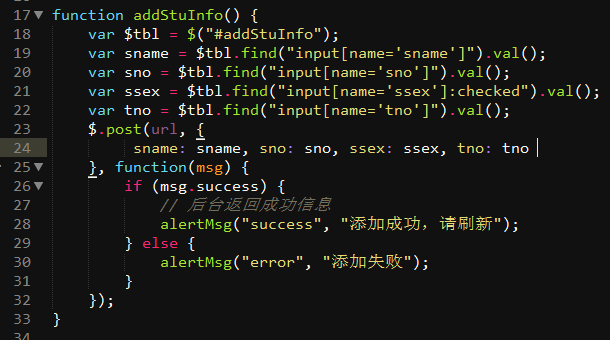 17 function addStuInfo() {
18 var $tbl = $("#addStuInfo");
19 var sname = $tbl.find("input[name='sname']").val();
20 var sno = $tbl.find("input[name='sno']").val();
21 var ssex = $tbl.find("input[name='ssex']:checked").val();
22 var tno = $tbl.find("input[name='tno']").val();
23 $.post(url, {
24 sname: sname, sno: sno, ssex: ssex, tno: tno
25 }, function(msg) {
26 if (msg.success) {
27 // 后台返回成功信息
28 alertMsg("success", "添加成功，请刷新");
29 } else {
30 alertMsg("error", "添加失败");
31 }
32 });
33 }
34